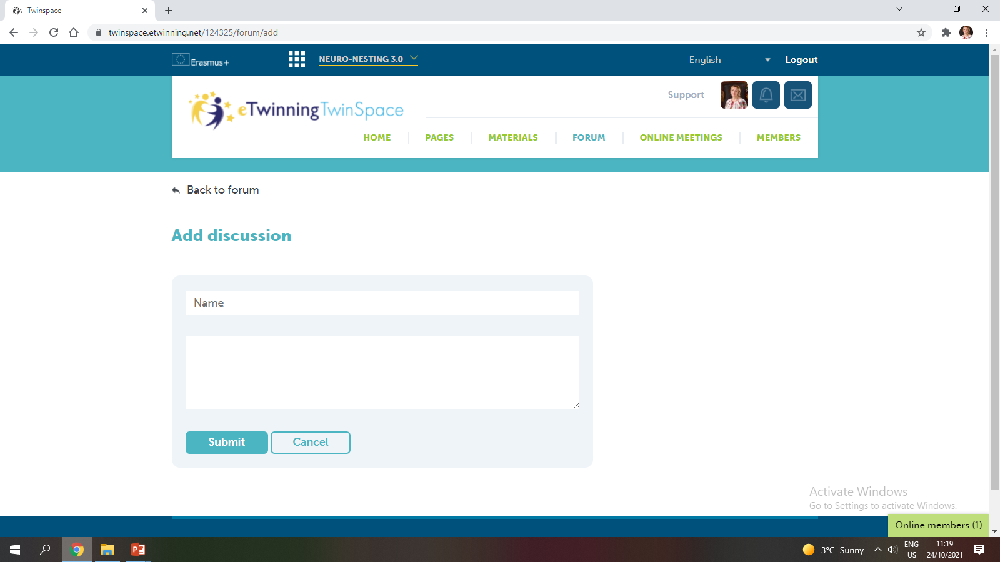 Twinspace
twinspace.etwinning.net/124325/forum/add
Erasmus+
NEURO-NESTING 3.0
English
Logout
eTwinningTwinSpace
Support
HOME
PAGES
MATERIALS
FORUM
ONLINE MEETINGS
MEMBERS
Back to forum
Add discussion
Name
Submit
Cancel
Activate Windows
Go to Settings to activate Windows.
Online members (1)
3°C Sunny
ENG
US
11:19
24/10/2021